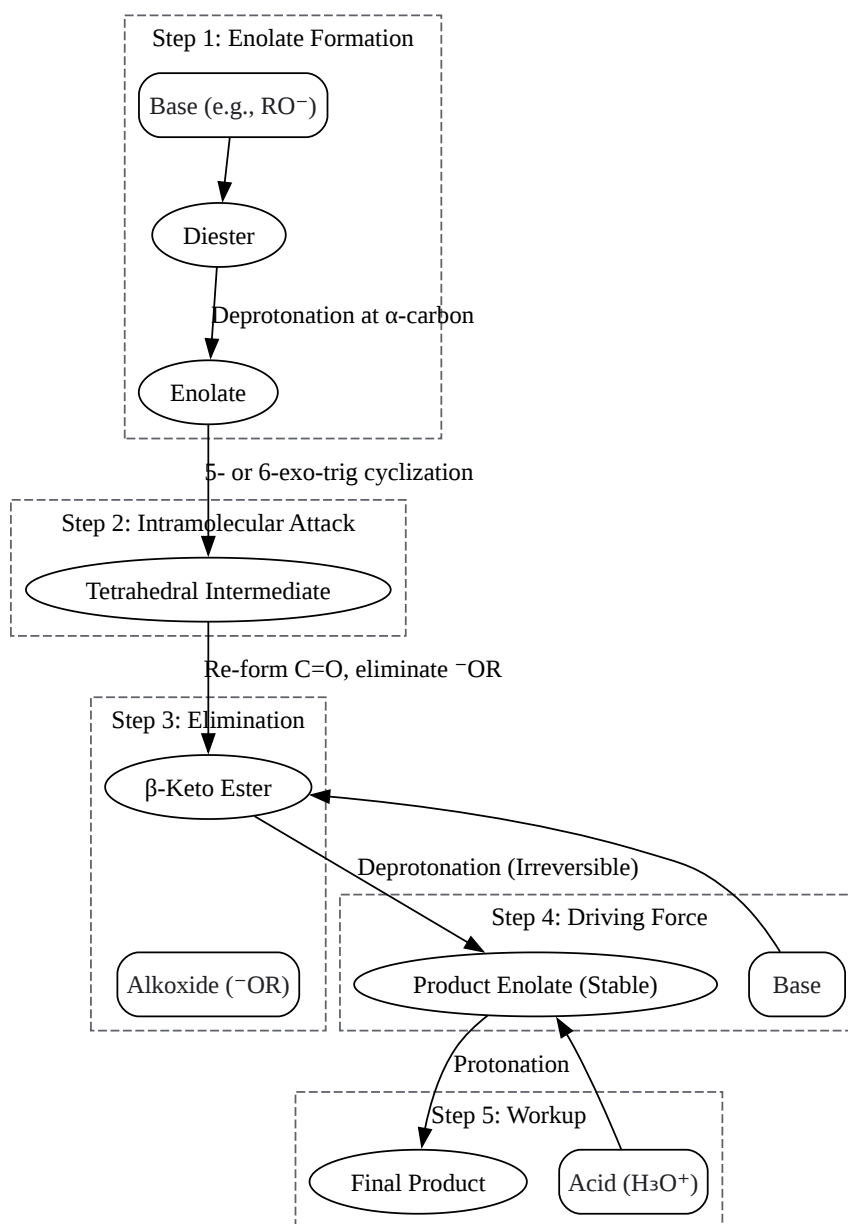 Step 1: Enolate Formation
Base (e.g., RO⁻)
Diester
Deprotonation at α-carbon
Enolate
5- or 6-exo-trig cyclization
Step 2: Intramolecular Attack
Tetrahedral Intermediate
Re-form C=O, eliminate ⁻OR
Step 3: Elimination
β-Keto Ester
Deprotonation (Irreversible)
Step 4: Driving Force
Alkoxide (⁻OR)
Product Enolate (Stable)
Base
Protonation
Step 5: Workup
Final Product
Acid (H₃O⁺)